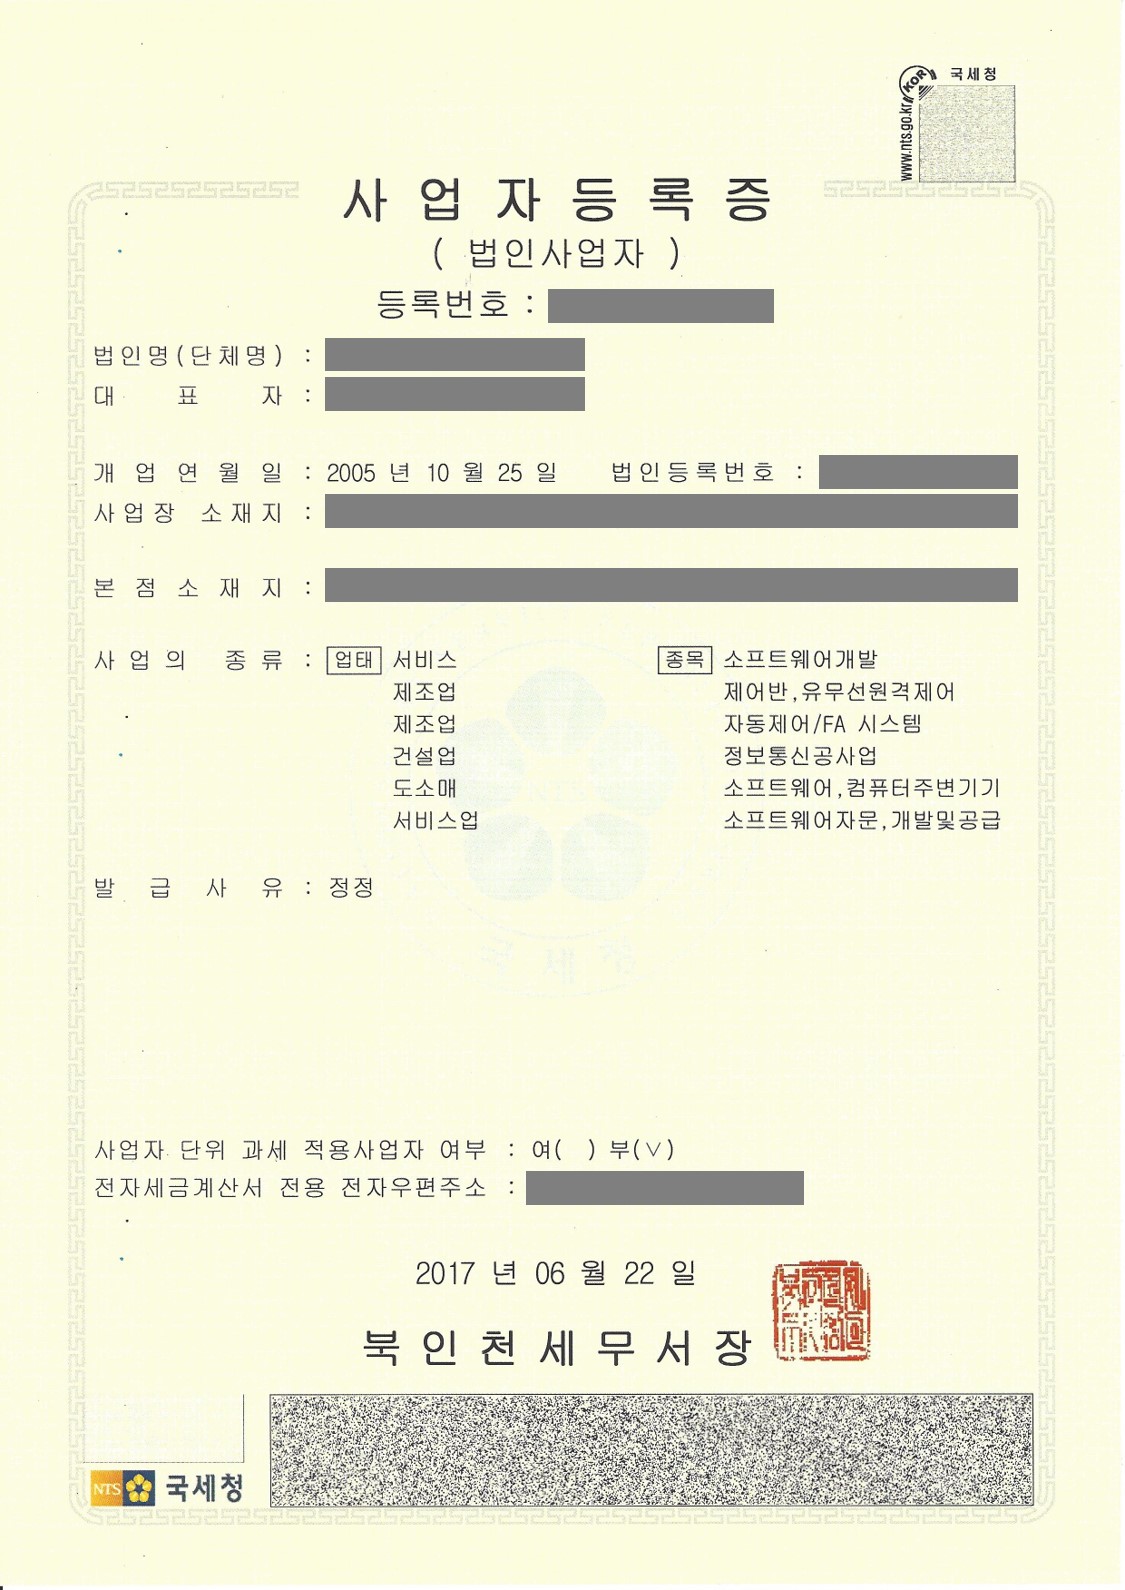 국세청
KOR
www.nts.go.kr
사업자등록증
( 법인사업자 )
등록번호 :
법인명(단체명) :
대 표 자 :
개 업 연 월 일 : 2005 년 10 월 25 일 법인등록번호 :
사업장 소재지 :
본 점 소 재 지 :
사업의 종류 : 업태 서비스 종목 소프트웨어개발
제조업 제어반,유무선원격제어
제조업 자동제어/FA 시스템
건설업 정보통신공사업
도소매 소프트웨어,컴퓨터주변기기
서비스업 소프트웨어자문,개발및공급
발 급 사 유 : 정정
사업자 단위 과세 적용사업자 여부 : 여( ) 부(∨)
전자세금계산서 전용 전자우편주소 :
2017 년 06 월 22 일
북인천세무서장
NTS 국세청